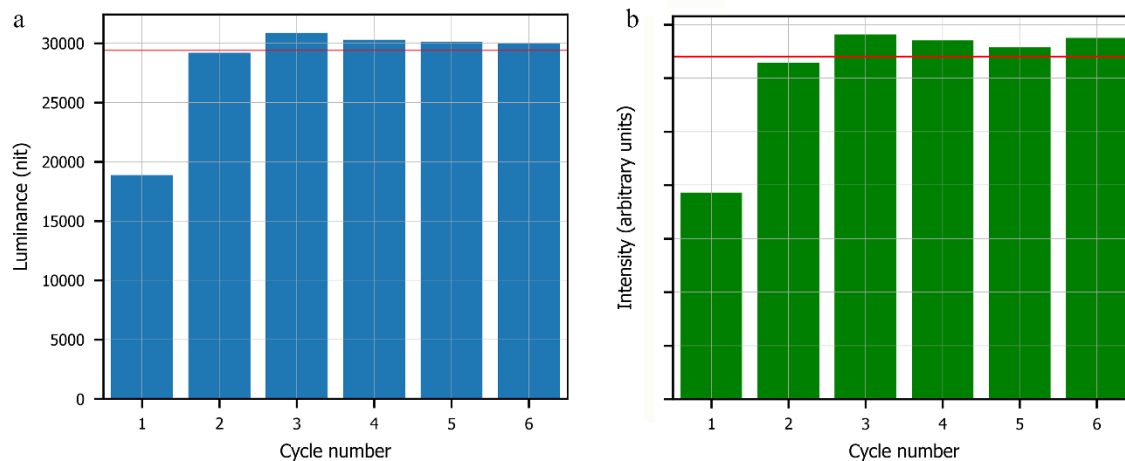 a
Luminance (nit)
30000
25000
20000
15000
10000
5000
0
1 2 3 4 5 6
Cycle number
b
Intensity (arbitrary units)
1 2 3 4 5 6
Cycle number